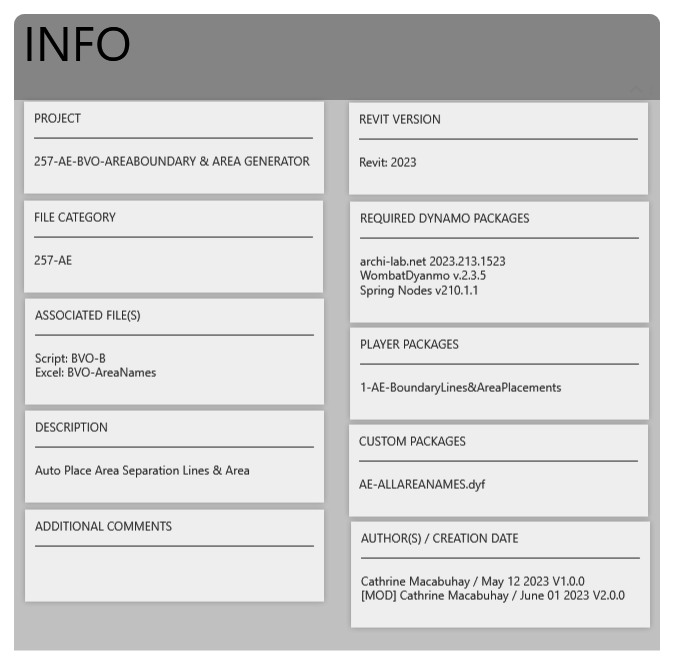 INFO
PROJECT
257-AE-BVO-AREABOUNDARY & AREA GENERATOR
FILE CATEGORY
257-AE
ASSOCIATED FILE(S)
Script: BVO-B
Excel: BVO-AreaNames
DESCRIPTION
Auto Place Area Separation Lines & Area
ADDITIONAL COMMENTS
REVIT VERSION
Revit: 2023
REQUIRED DYNAMO PACKAGES
archi-lab.net 2023.213.1523
WombatDyanmo v.2.3.5
Spring Nodes v210.1.1
PLAYER PACKAGES
1-AE-BoundaryLines&AreaPlacements
CUSTOM PACKAGES
AE-ALLAREANAMES.dyf
AUTHOR(S) / CREATION DATE
Cathrine Macabuhay / May 12 2023 V1.0.0
[MOD] Cathrine Macabuhay / June 01 2023 V2.0.0